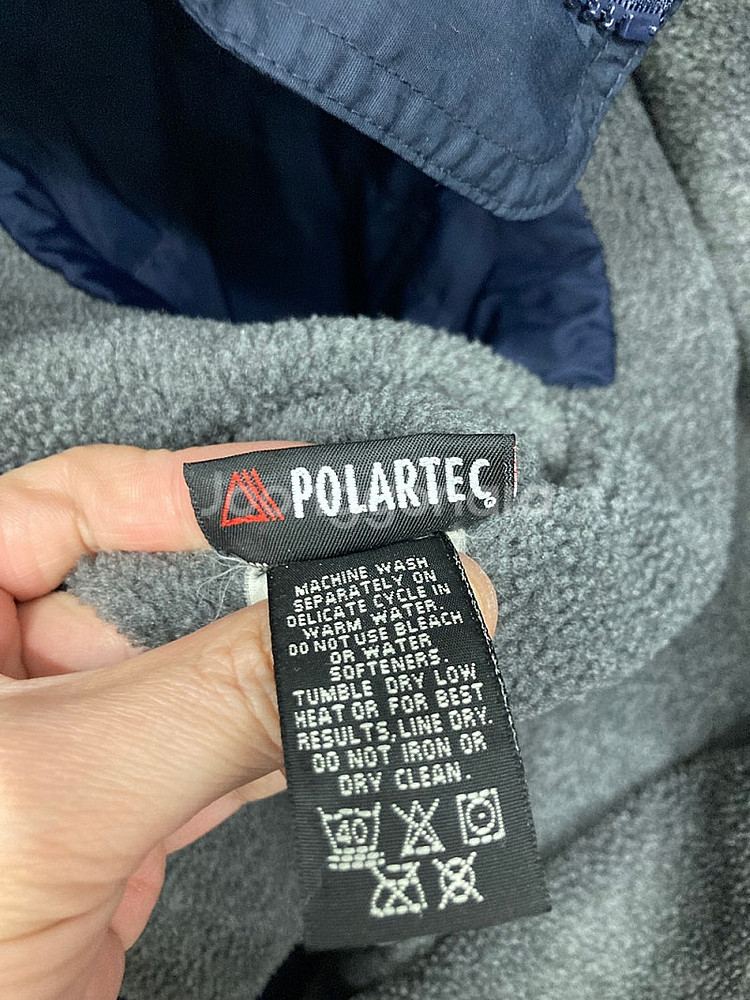 POLARTEC
MACHINE WASH
SEPARATELY ON
DELICATE CYCLE IN
WARM WATER.
DO NOT USE BLEACH
OR WATER
SOFTENERS.
TUMBLE DRY LOW
HEAT OR FOR BEST
RESULTS, LINE DRY.
DO NOT IRON OR
DRY CLEAN.
40